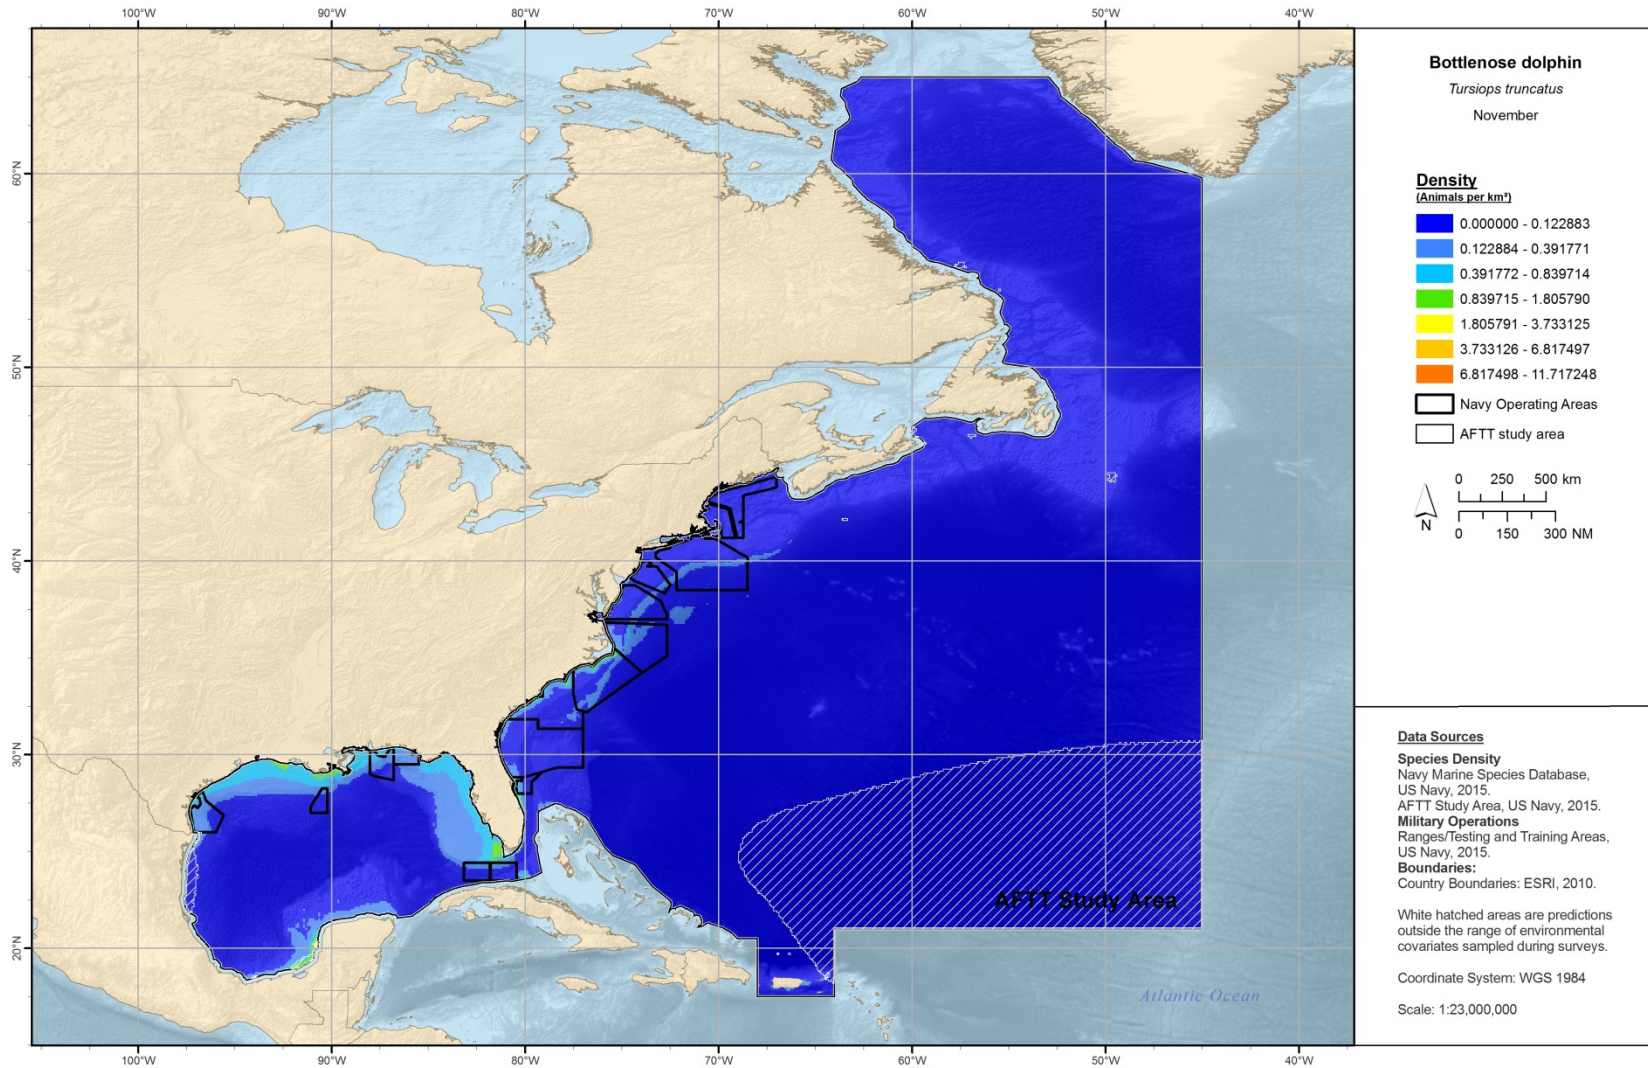 100°W 90°W 80°W 70°W 60°W 50°W 40°W
60°N
50°N
40°N
30°N
20°N
AFTT Study Area
Atlantic Ocean
100°W 90°W 80°W 70°W 60°W 50°W 40°W
Bottlenose dolphin
Tursiops truncatus
November
Density
(Animals per km²)
0.000000 - 0.122883
0.122884 - 0.391771
0.391772 - 0.839714
0.839715 - 1.805790
1.805791 - 3.733125
3.733126 - 6.817497
6.817498 - 11.717248
Navy Operating Areas
AFTT study area
N
0 250 500 km
0 150 300 NM
Data Sources
Species Density
Navy Marine Species Database,
US Navy, 2015.
AFTT Study Area, US Navy, 2015.
Military Operations
Ranges/Testing and Training Areas,
US Navy, 2015.
Boundaries:
Country Boundaries: ESRI, 2010.
White hatched areas are predictions
outside the range of environmental
covariates sampled during surveys.
Coordinate System: WGS 1984
Scale: 1:23,000,000